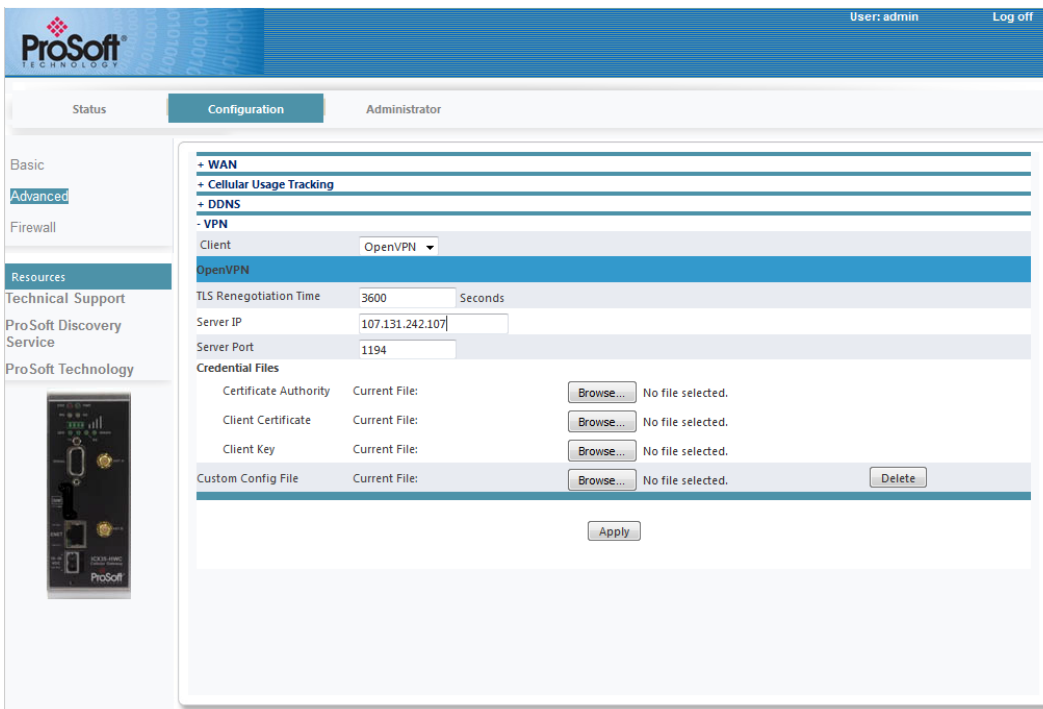 User: admin Log off
ProSoft®
TECHNOLOGY
Status Configuration Administrator
Basic
Advanced
Firewall
Resources
Technical Support
ProSoft Discovery
Service
ProSoft Technology
+ WAN
+ Cellular Usage Tracking
+ DDNS
- VPN
Client OpenVPN
OpenVPN
TLS Renegotiation Time 3600 Seconds
Server IP 107.131.242.107
Server Port 1194
Credential Files
Certificate Authority Current File: Browse... No file selected.
Client Certificate Current File: Browse... No file selected.
Client Key Current File: Browse... No file selected.
Custom Config File Current File: Browse... No file selected. Delete
Apply
ProSoft